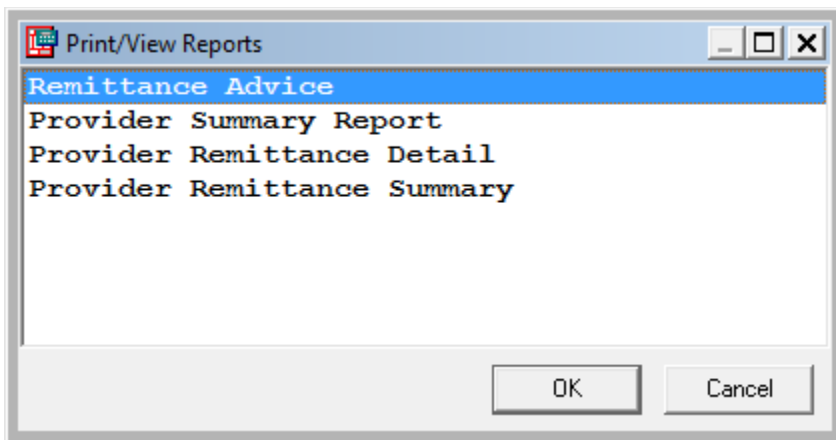 Print/View Reports
Remittance Advice
Provider Summary Report
Provider Remittance Detail
Provider Remittance Summary
OK Cancel